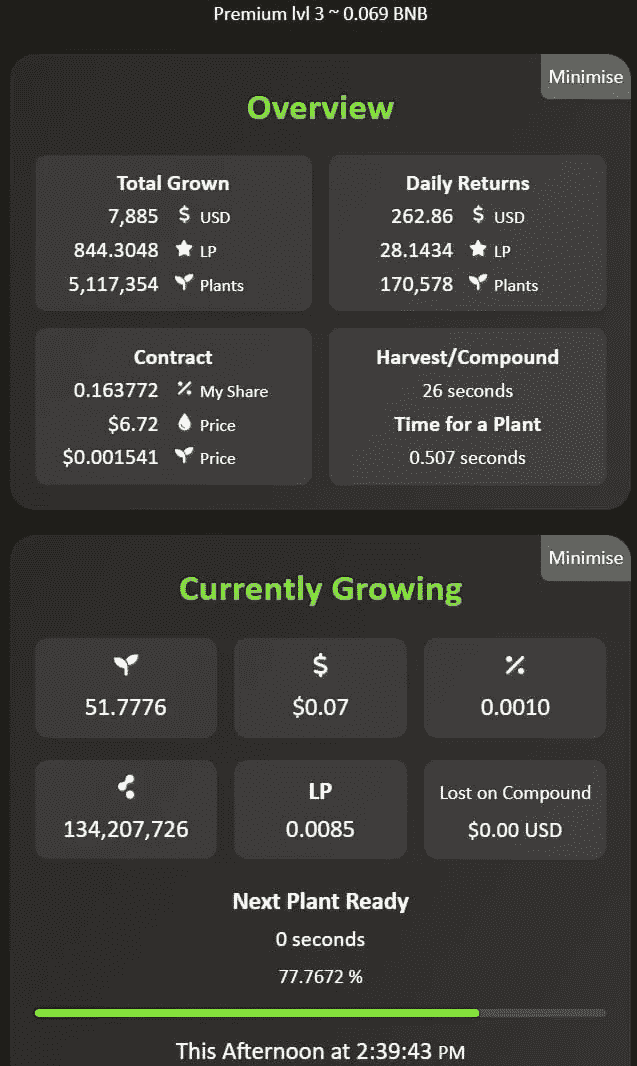 Premium lvl 3 ~ 0.069 BNB
Minimise
Overview
Total Grown
7,885 $ USD
844.3048 LP
5,117,354 Plants
Daily Returns
262.86 $ USD
28.1434 LP
170,578 Plants
Contract
0.163772 % My Share
$6.72 Price
$0.001541 Price
Harvest/Compound
26 seconds
Time for a Plant
0.507 seconds
Minimise
Currently Growing
51.7776
$
$0.07
%
0.0010
134,207,726
LP
0.0085
Lost on Compound
$0.00 USD
Next Plant Ready
0 seconds
77.7672 %
This Afternoon at 2:39:43 PM